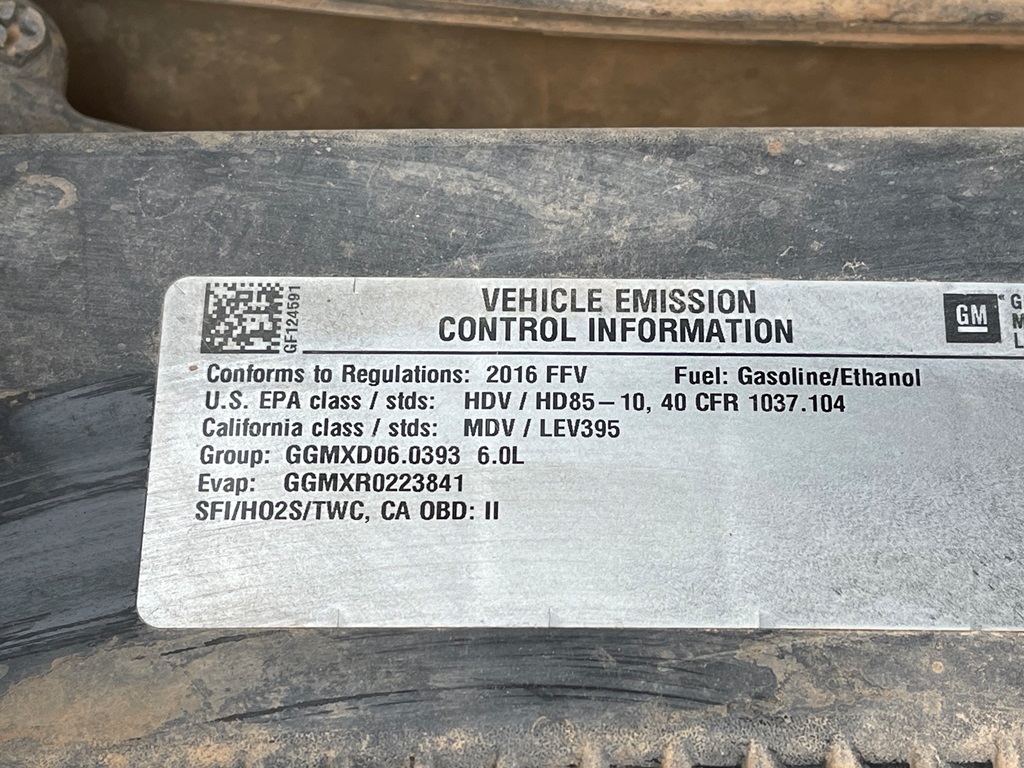 GF124591
VEHICLE EMISSION
CONTROL INFORMATION
GM
Conforms to Regulations: 2016 FFV Fuel: Gasoline/Ethanol
U.S. EPA class / stds: HDV / HD85–10, 40 CFR 1037.104
California class / stds: MDV / LEV395
Group: GGMXD06.0393 6.0L
Evap: GGMXR0223841
SFI/HO2S/TWC, CA OBD: II